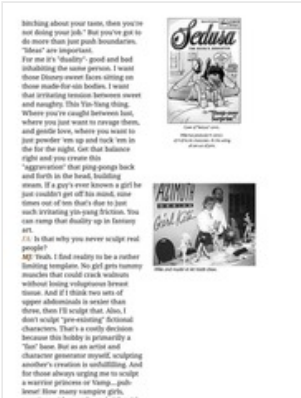 bitching about your taste, then you're
not doing your job." But you've got to
do more than just push boundaries.
"Ideas" are important.
For me it's "duality"- good and bad
inhabiting the same person. I want
those Disney-sweet faces sitting on
those made-for-sin bodies. I want
that irritating tension between sweet
and naughty. This Yin-Yang thing.
Where you're caught between lust,
where you just want to ravage them,
and gentle love, where you want to
just powder 'em up and tuck 'em in
the for the night. Get that balance
right and you create this
"aggravation" that ping-pongs back
and forth in the head, building
steam. If a guy's ever known a girl he
just couldn't get off his mind, nine
times out of ten that's due to just
such irritating yin-yang friction. You
can ramp that duality up in fantasy
art.
Is that why you never sculpt real
people?
MJ: Yeah. I find reality to be a rather
limiting template. No girl gets tummy
muscles that could crack walnuts
without losing voluptuous breast
tissue. And if I think two sets of
upper abdominals is sexier than
three, then I'll sculpt that. Also, I
don't sculpt "pre-existing" fictional
characters. That's a costly decision
because this hobby is primarilly a
"fan" base. But as an artist and
character generator myself, sculpting
another's creation is unfulfilling. And
for those always urging me to sculpt
a warrior princess or Vamp...puh-
leese! How many vampire girls,
Sedusa
Surprise"
AZIMUTH
Girl Kits